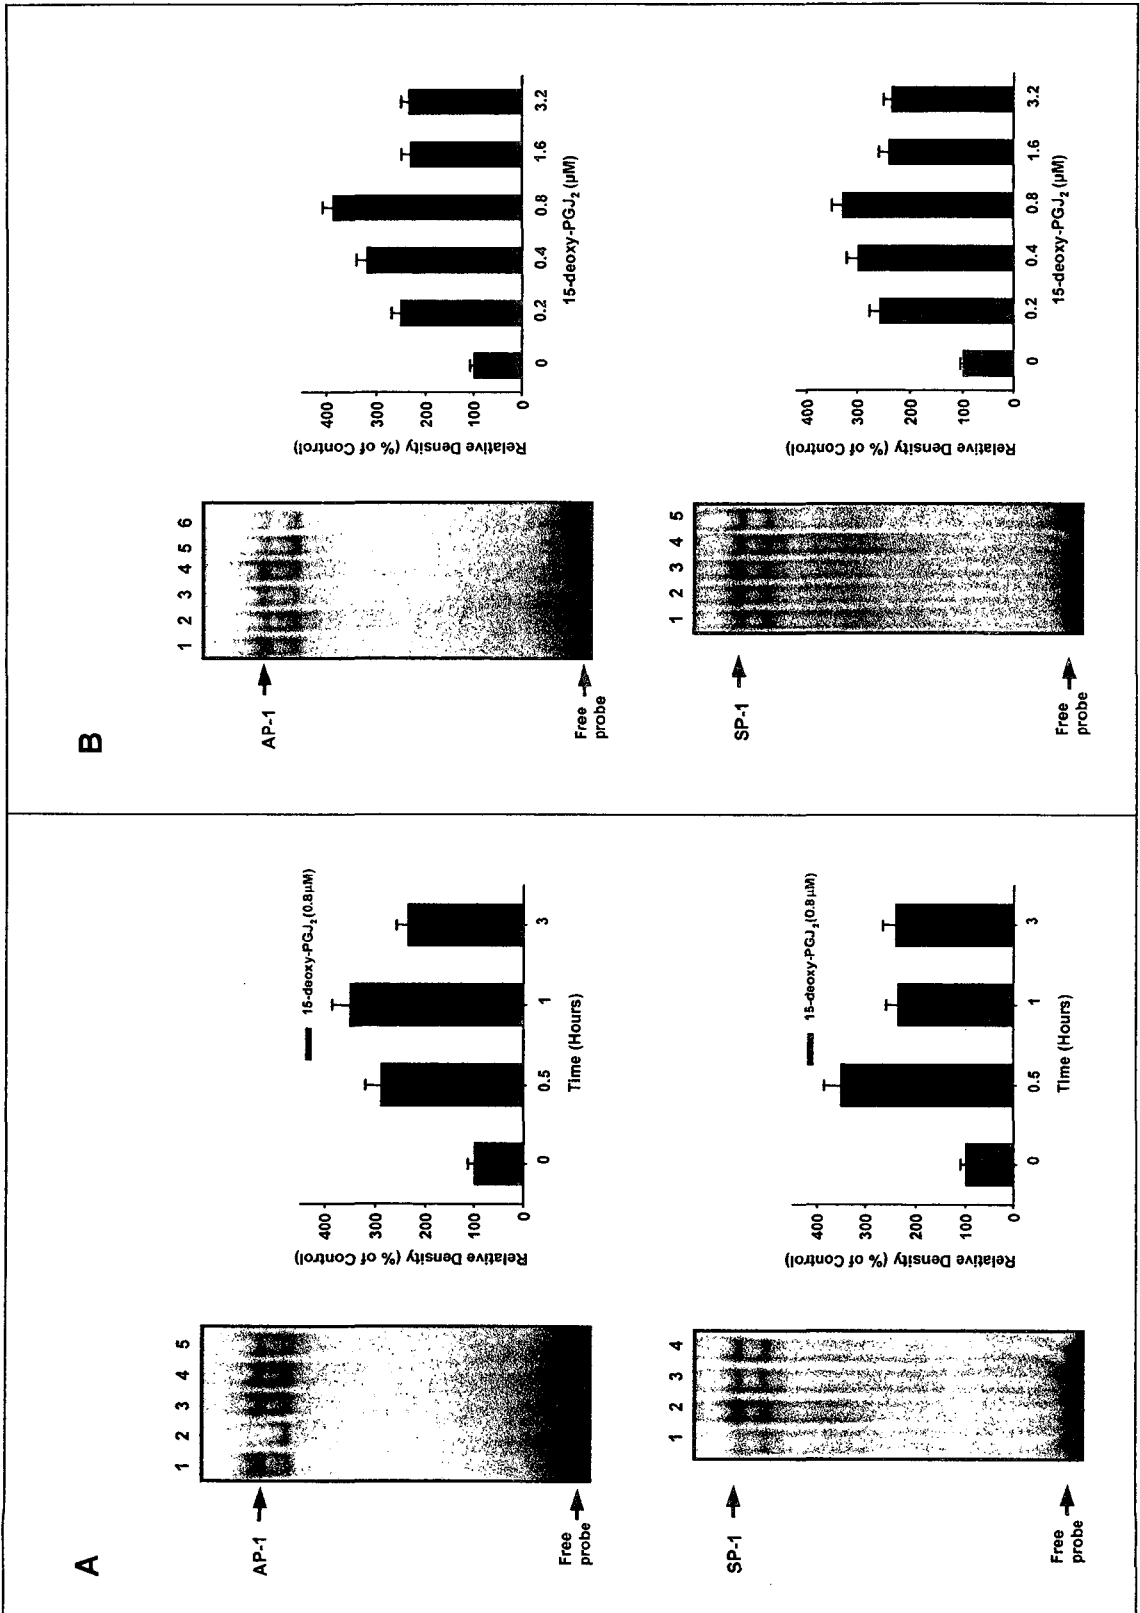 A
1 2 3 4 5
AP-1
Free
probe
Relative Density (% of Control)
400
300
200
100
0
15-deoxy-PGJ₂ (0.8µM)
0 0.5 1 3
Time (Hours)
1 2 3 4
SP-1
Free
probe
Relative Density (% of Control)
400
300
200
100
0
15-deoxy-PGJ₂ (0.8µM)
0 0.5 1 3
Time (Hours)
B
1 2 3 4 5 6
AP-1
Free
probe
Relative Density (% of Control)
400
300
200
100
0
0 0.2 0.4 0.8 1.6 3.2
15-deoxy-PGJ₂ (µM)
1 2 3 4 5
SP-1
Free
probe
Relative Density (% of Control)
400
300
200
100
0
0 0.2 0.4 0.8 1.6 3.2
15-deoxy-PGJ₂ (µM)